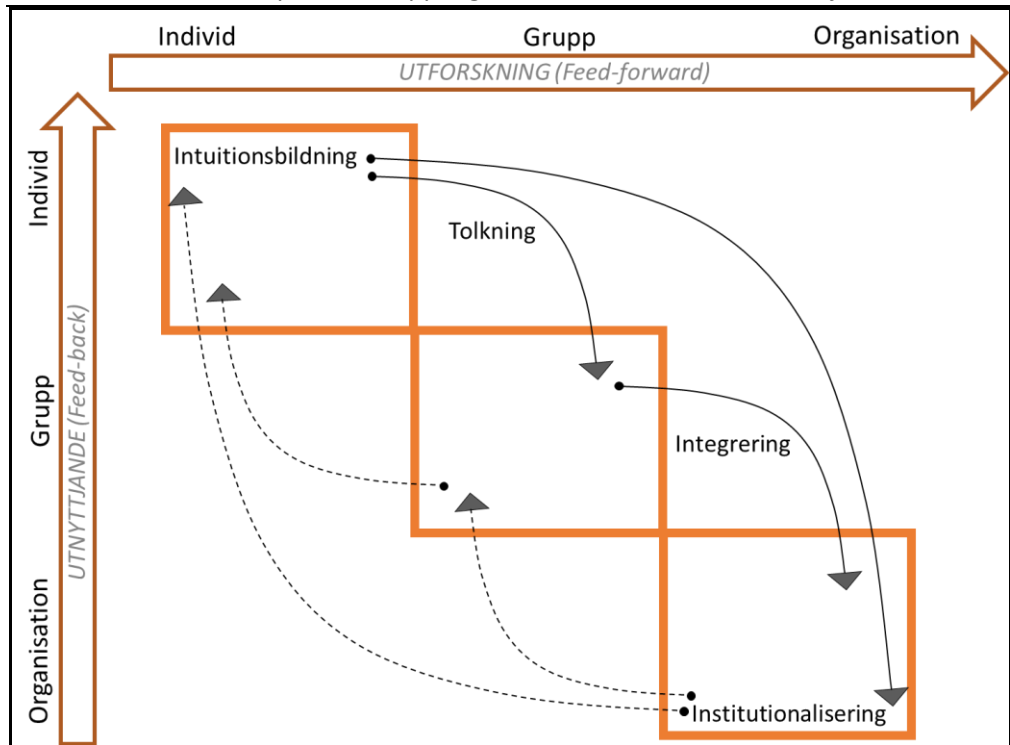 Individ Grupp Organisation
UTFORSKNING (Feed-forward)
Individ
Grupp
Organisation
UTNYTTJANDE (Feed-back)
Intuitionsbildning
Tolkning
Integrering
Institutionalisering